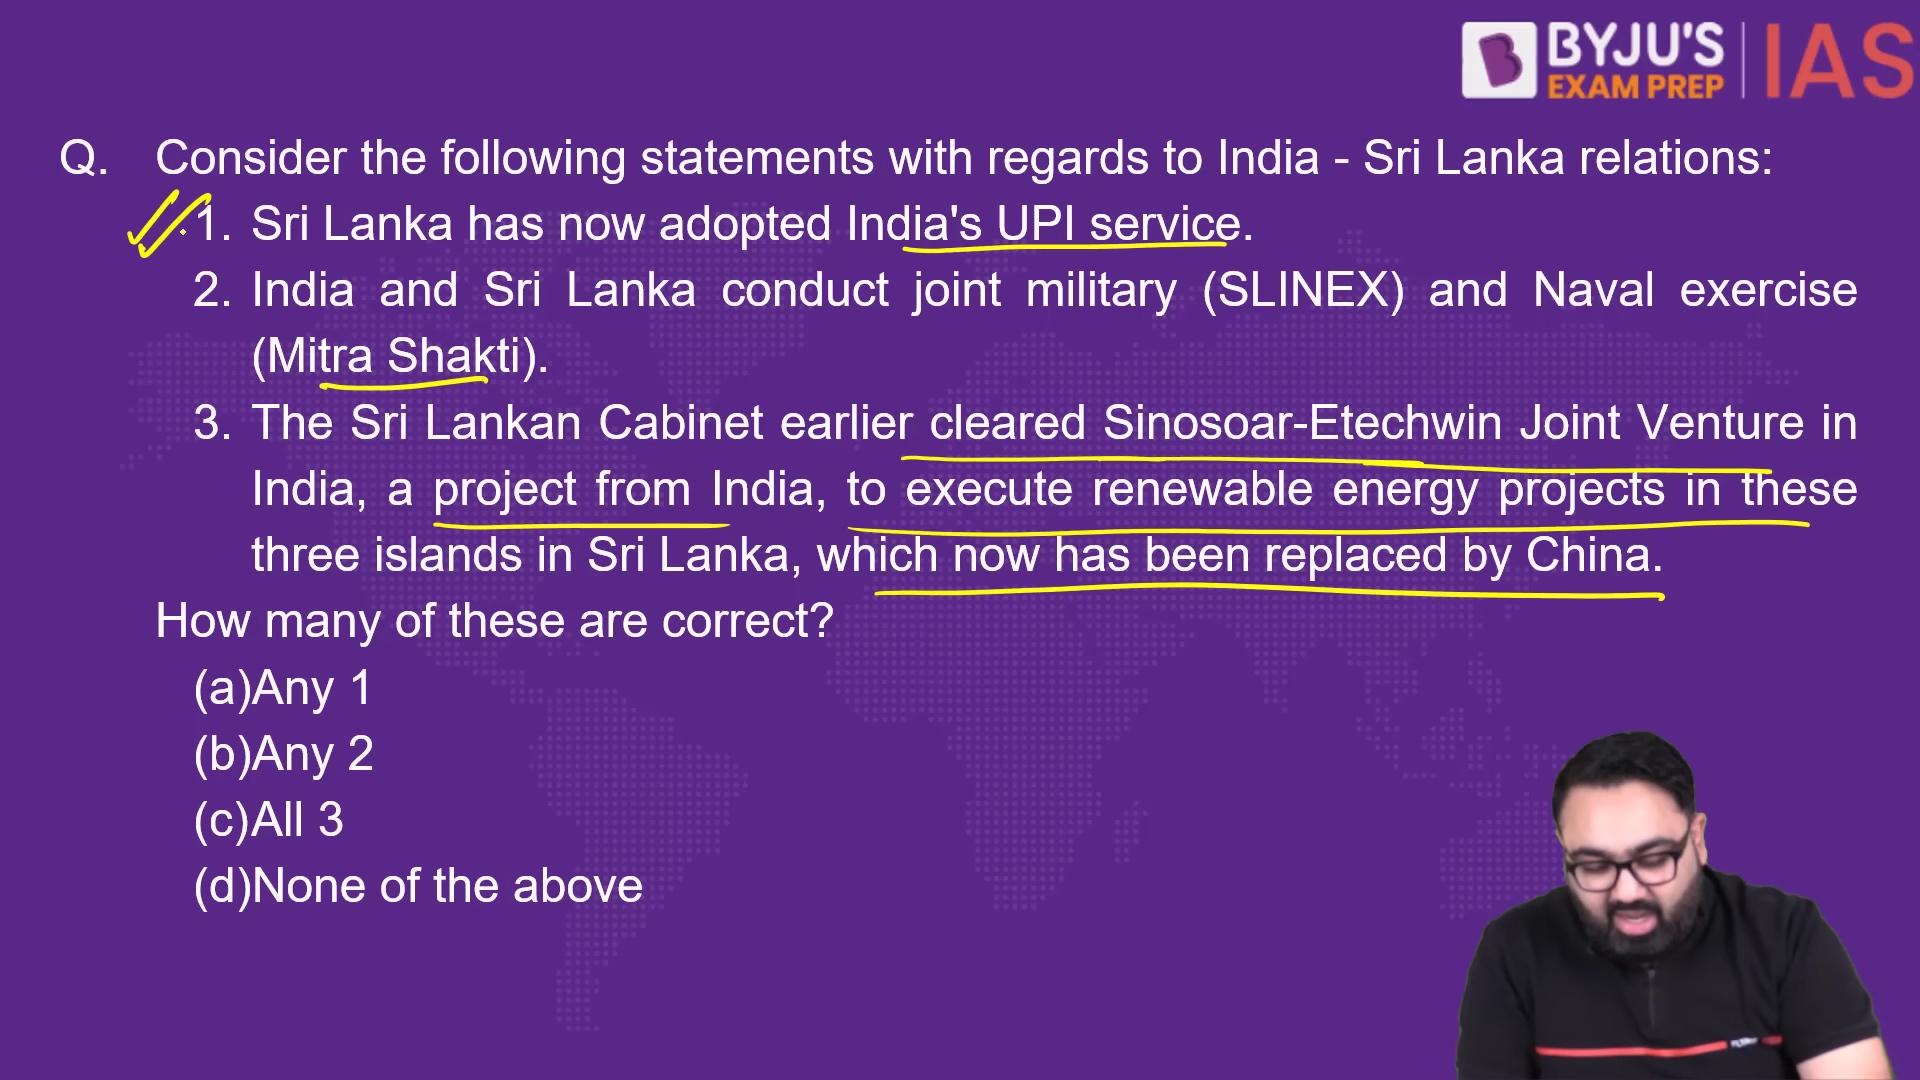 BYJU'S
EXAM PREP
IAS
Q. Consider the following statements with regards to India - Sri Lanka relations:
1. Sri Lanka has now adopted India's UPI service.
2. India and Sri Lanka conduct joint military (SLINEX) and Naval exercise
(Mitra Shakti).
3. The Sri Lankan Cabinet earlier cleared Sinosoar-Etechwin Joint Venture in
India, a project from India, to execute renewable energy projects in these
three islands in Sri Lanka, which now has been replaced by China.
How many of these are correct?
(a)Any 1
(b)Any 2
(c)All 3
(d)None of the above